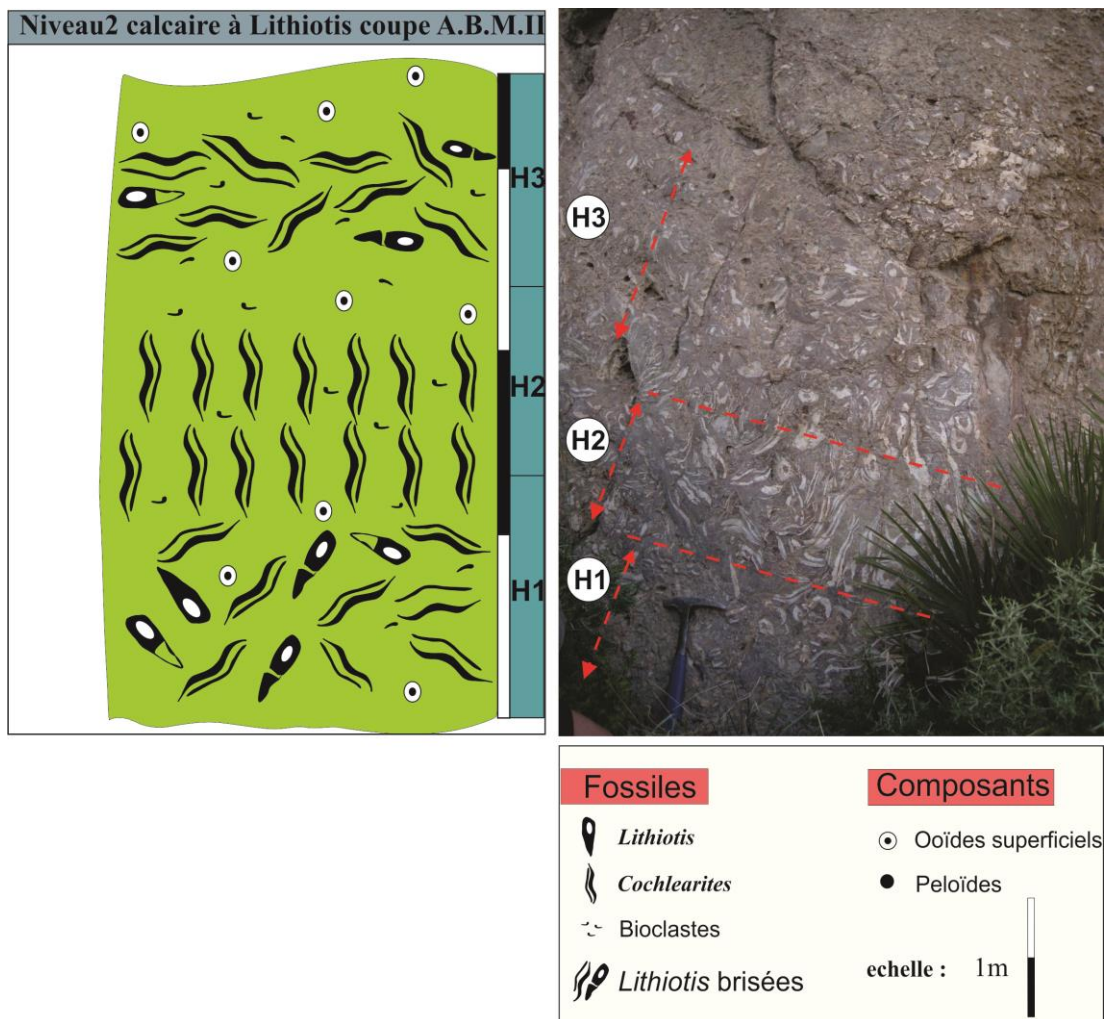 Niveau2 calcaire à Lithiotis coupe A.B.M.II
H3
H2
H1
H3
H2
H1
Fossiles
Lithiotis
Cochlearites
Bioclastes
Lithiotis brisées
Composants
Ooïdes superficiels
Peloïdes
echelle : 1m